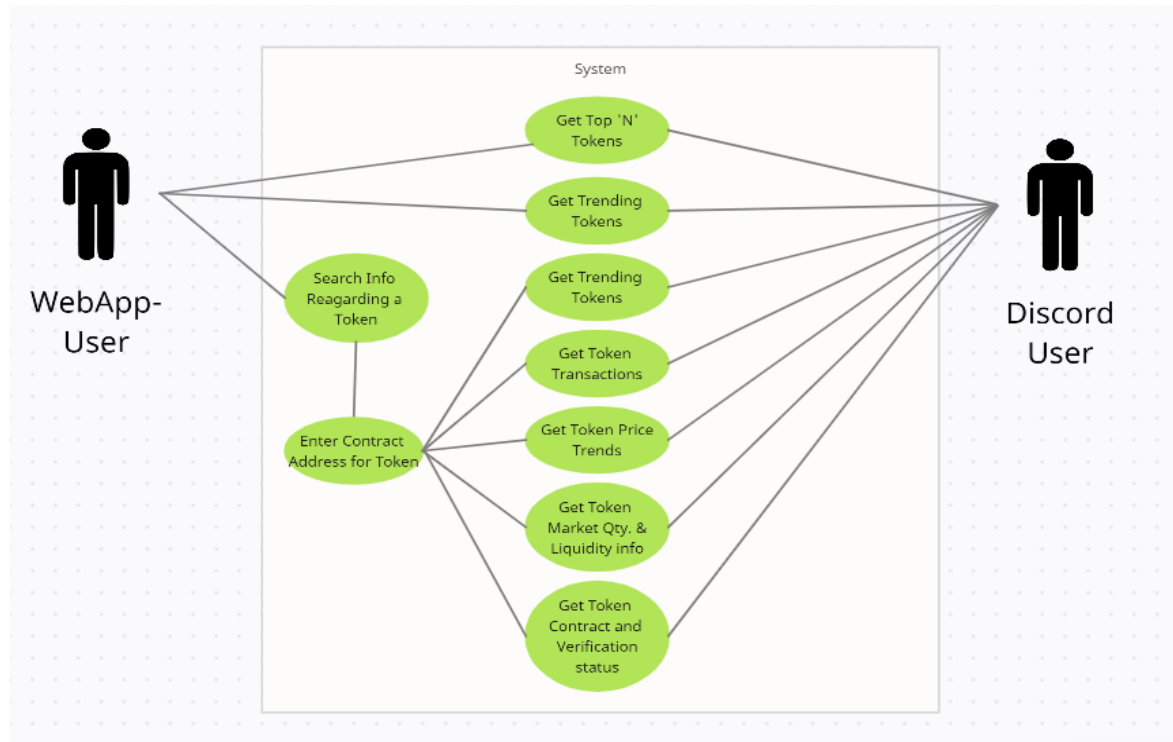 System
Get Top 'N'
Tokens
Get Trending
Tokens
Search Info
Reagarding a
Token
Get Trending
Tokens
WebApp-
User
Discord
User
Get Token
Transactions
Enter Contract
Address for Token
Get Token Price
Trends
Get Token
Market Qty. &
Liquidity info
Get Token
Contract and
Verification
status